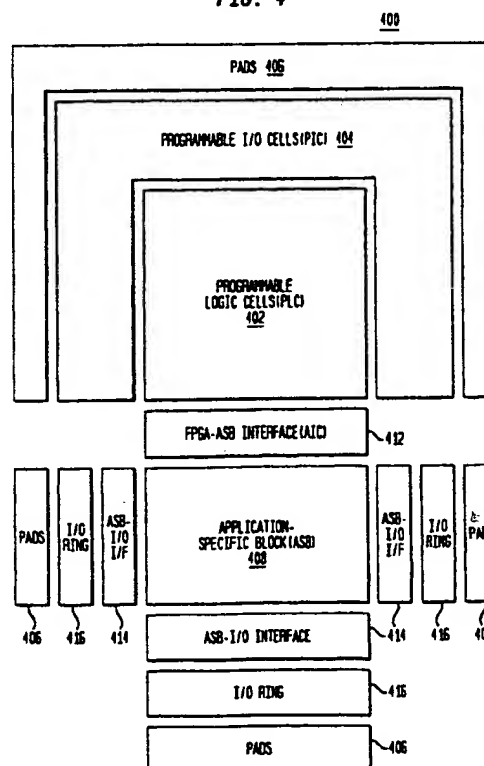 FIG. 4
400
PADS 406
PROGRAMMABLE I/O CELLS(PIC) 404
PROGRAMMABLE
LOGIC CELLS(PLC)
402
FPGA-ASB INTERFACE(AIC)
412
PADS
I/O
RING
ASB-
I/O
I/F
APPLICATION-
SPECIFIC BLOCK(ASB)
408
ASB-
I/O
I/F
I/O
RING
406
416
414
414
416
ASB-I/O INTERFACE
I/O RING
416
PADS
406